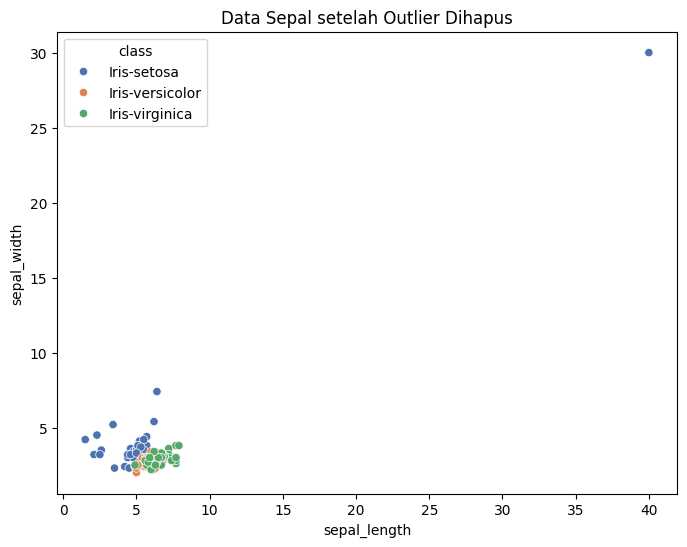 Data Sepal setelah Outlier Dihapus
class
Iris-setosa
Iris-versicolor
Iris-virginica
30
25
20
15
10
5
sepal_width
0
5
10
15
20
25
30
35
40
sepal_length